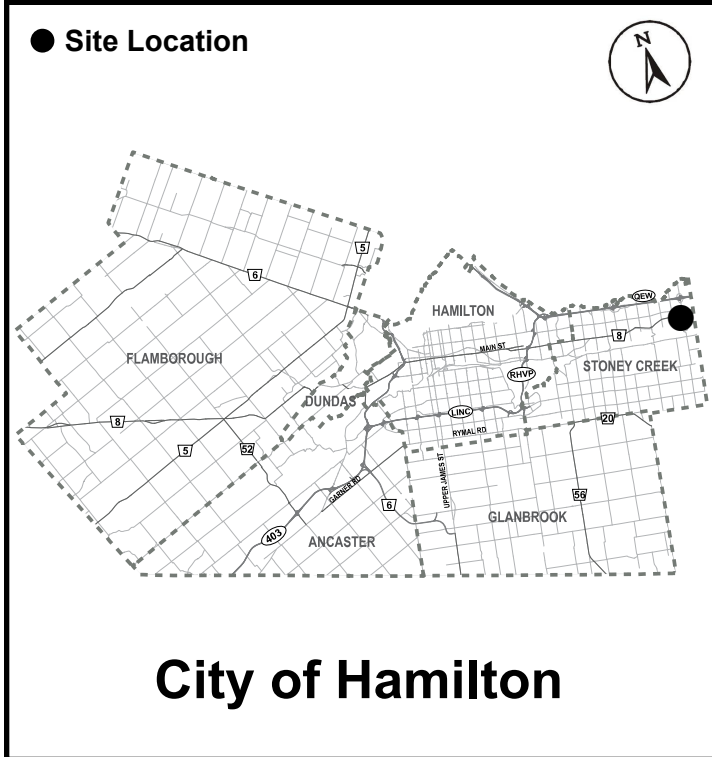 Site Location
N
5
6
HAMILTON
QEW
8
MAIN ST
FLAMBOROUGH
STONEY CREEK
RHVP
DUNDAS
LINC
20
8
RYMAL RD
5
52
UPPER JAMES ST
GARNER RD
56
6
GLANBROOK
403
ANCASTER
City of Hamilton